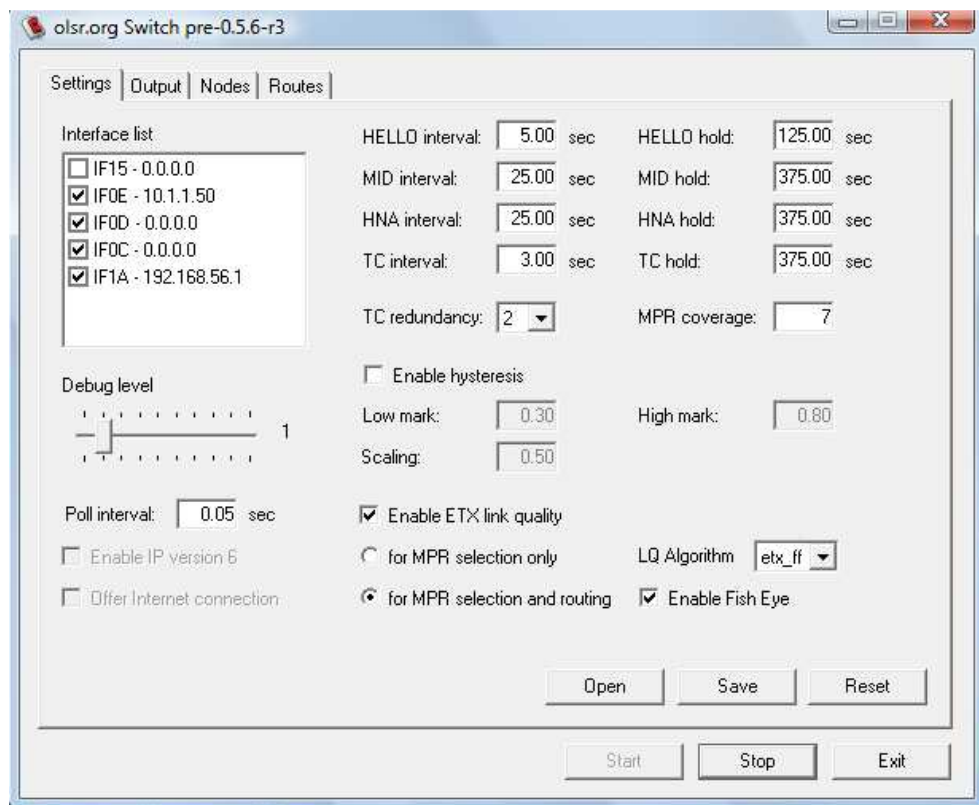 olsr.org Switch pre-0.5.6-r3
Settings Output Nodes Routes
Interface list
IF15 - 0.0.0.0
IF0E - 10.1.1.50
IF0D - 0.0.0.0
IF0C - 0.0.0.0
IF1A - 192.168.56.1
HELLO interval: 5.00 sec HELLO hold: 125.00 sec
MID interval: 25.00 sec MID hold: 375.00 sec
HNA interval: 25.00 sec HNA hold: 375.00 sec
TC interval: 3.00 sec TC hold: 375.00 sec
TC redundancy: 2 MPR coverage: 7
Debug level
1
Enable hysteresis
Low mark: 0.30 High mark: 0.80
Scaling: 0.50
Poll interval: 0.05 sec
Enable IP version 6
Offer Internet connection
Enable ETX link quality
for MPR selection only LQ Algorithm etx_ff
for MPR selection and routing Enable Fish Eye
Open Save Reset
Start Stop Exit